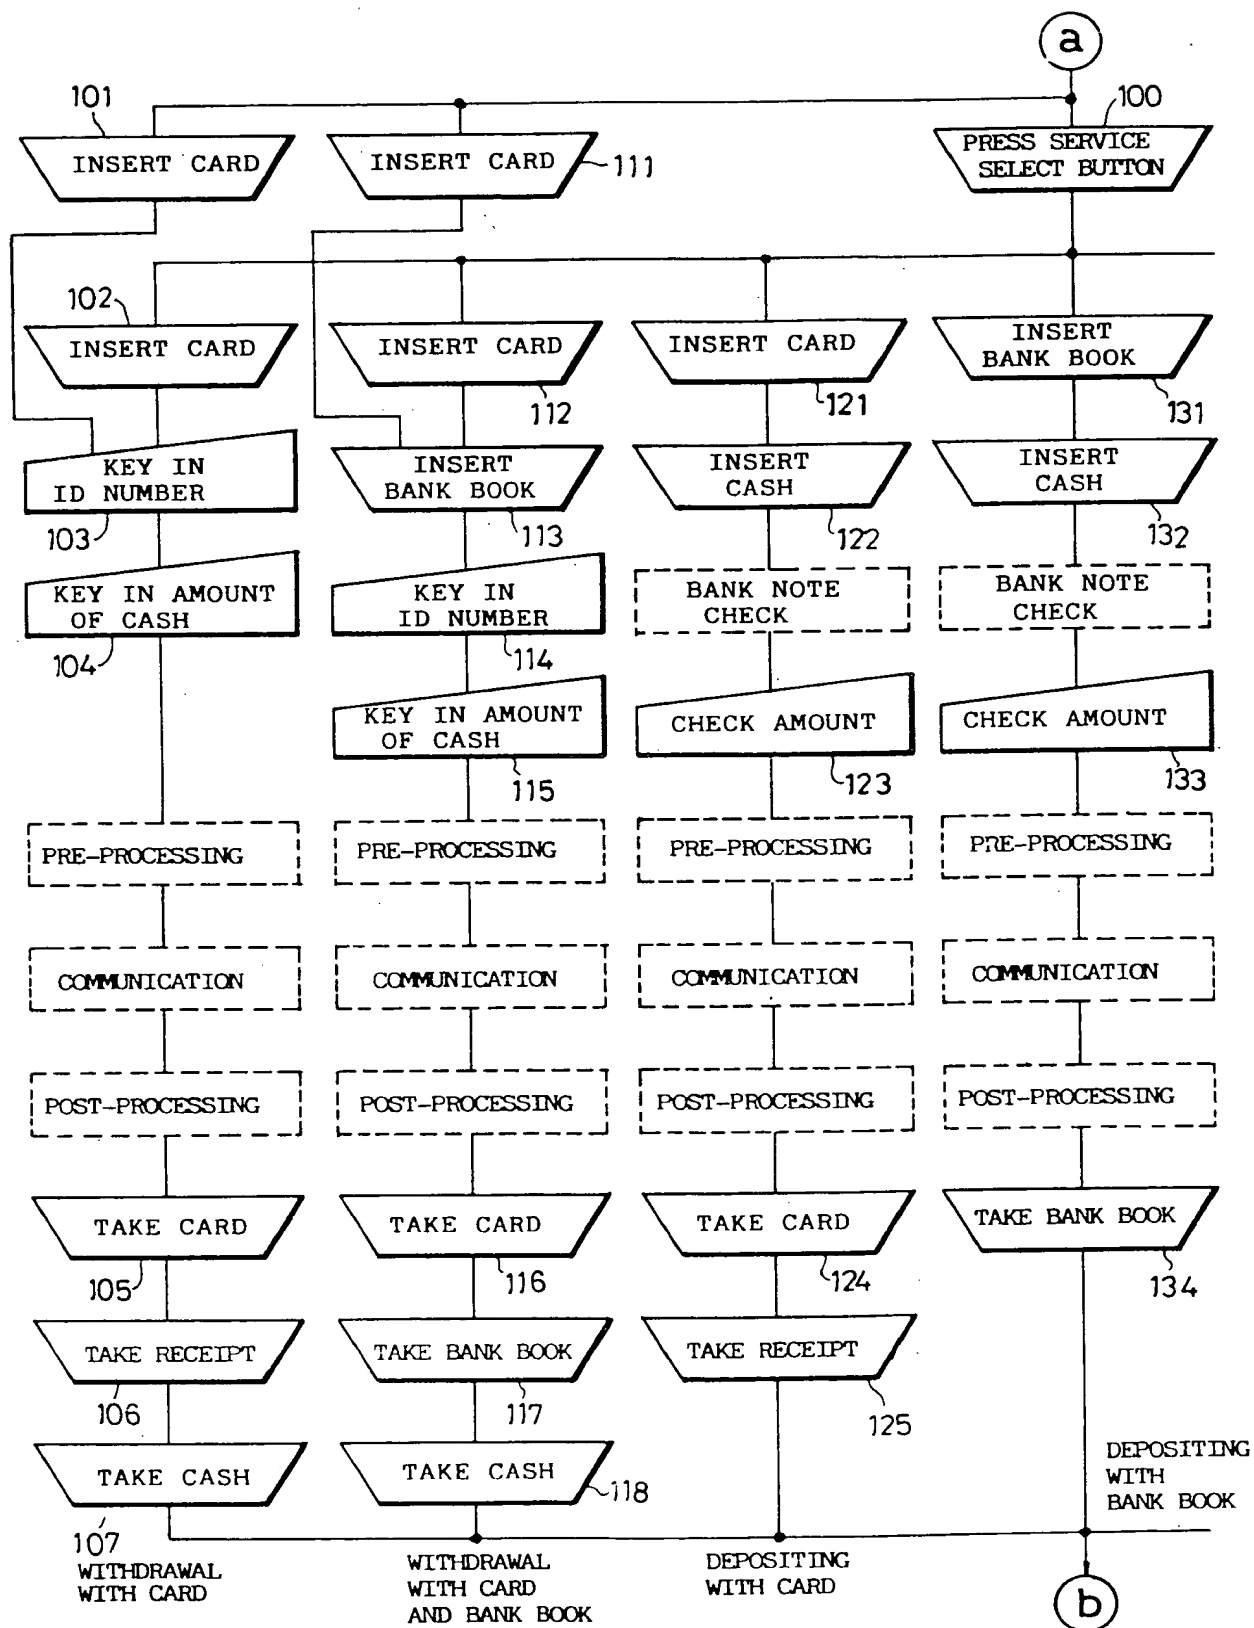 a
101
100
INSERT CARD
INSERT CARD
111
PRESS SERVICE
SELECT BUTTON
102
INSERT CARD
INSERT CARD
112
INSERT CARD
121
INSERT
BANK BOOK
131
KEY IN
ID NUMBER
103
INSERT
BANK BOOK
113
INSERT
CASH
122
INSERT
CASH
132
KEY IN AMOUNT
OF CASH
104
KEY IN
ID NUMBER
114
BANK NOTE
CHECK
BANK NOTE
CHECK
KEY IN AMOUNT
OF CASH
115
CHECK AMOUNT
123
CHECK AMOUNT
133
PRE-PROCESSING
PRE-PROCESSING
PRE-PROCESSING
PRE-PROCESSING
COMMUNICATION
COMMUNICATION
COMMUNICATION
COMMUNICATION
POST-PROCESSING
POST-PROCESSING
POST-PROCESSING
POST-PROCESSING
TAKE CARD
105
TAKE CARD
116
TAKE CARD
124
TAKE BANK BOOK
134
TAKE RECEIPT
106
TAKE BANK BOOK
117
TAKE RECEIPT
125
TAKE CASH
107
TAKE CASH
118
DEPOSITING
WITH
BANK BOOK
WITHDRAWAL
WITH CARD
WITHDRAWAL
WITH CARD
AND BANK BOOK
DEPOSITING
WITH CARD
b